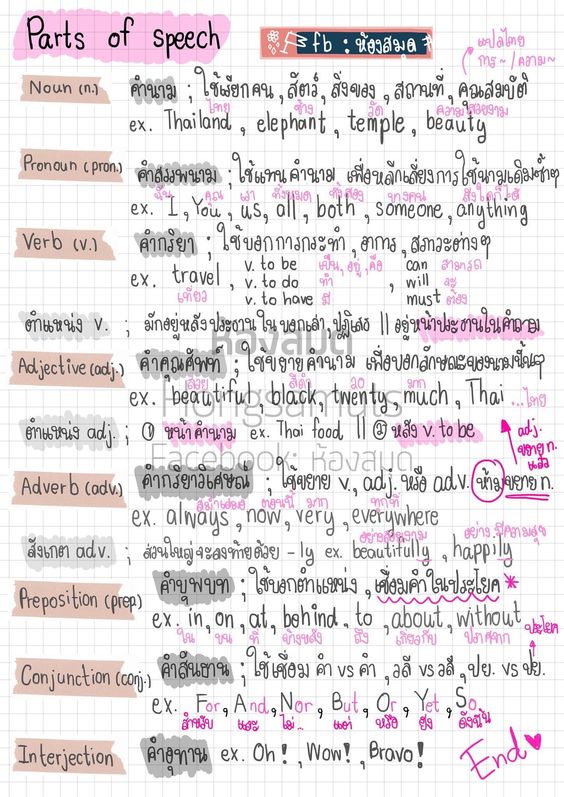 Parts of speech
fb : ห้องสมุด
แปลไทย
การ~ / ความ~
Noun (n.) คำนาม ; ใช้เรียกคน, สัตว์, สิ่งของ, สถานที่, คุณสมบัติ
ไทย ช้าง วัด ความสวยงาม
ex. Thailand, elephant, temple, beauty
Pronoun (pron.) คำสรรพนาม ; ใช้แทนคำนาม เพื่อหลีกเลี่ยงการใช้นามเดิมซ้ำๆ
ฉัน คุณ เรา ทั้งหมด ทั้งสอง บางคน สิ่งใดก็ได้
ex. I, You, us, all, both, someone, anything
Verb (v.) คำกริยา ; ใช้บอกการกระทำ, อาการ, สภาวะต่างๆ
ex. travel, v. to be เป็น, อยู่, คือ can สามารถ
เที่ยว v. to do ทำ , will จะ
v. to have มี must ต้อง
ตำแหน่ง v. ; มักอยู่หลังประธานในบอกเล่า, ปฏิเสธ || อยู่หน้าประธานในคำถาม
Adjective (adj.) คำคุณศัพท์ ; ใช้ขยายคำนาม เพื่อบอกลักษณะของนามนั้นๆ
สวย สีดำ 20 มาก
ex. beautiful, black, twenty, much, Thai ...ไทย
ห้องสมุด
Hongsamuts
Facebook: ห้องสมุด
ตำแหน่ง adj. ; ① หน้าคำนาม ex. Thai food || ② หลัง v. to be
adj.
ขยาย n.
แล้ว
Adverb (adv.) คำกริยาวิเศษณ์ ; ใช้ขยาย v., adj. หรือ adv. ห้ามขยาย n.
สม่ำเสมอ ตอนนี้ มาก ทุกที่
ex. always, now, very, everywhere
อย่างสวยงาม อย่างมีความสุข
สังเกต adv. ; ส่วนใหญ่จะลงท้ายด้วย -ly ex. beautifully, happily
Preposition (prep.) คำบุพบท ; ใช้บอกตำแหน่ง, เชื่อมคำในประโยค *
ex. in, on, at, behind, to, about, without
ใน บน ที่ ข้างหลัง ถึง เกี่ยวกับ ปราศจาก
ประโยค
Conjunction (conj.) คำสันธาน ; ใช้เชื่อม คำ vs คำ, วลี vs วลี, ปย. vs ปย.
ex. For, And, Nor, But, Or, Yet, So
สำหรับ และ ไม่.. แต่ หรือ ยัง ดังนั้น
Interjection คำอุทาน ex. Oh!, Wow!, Bravo!
End